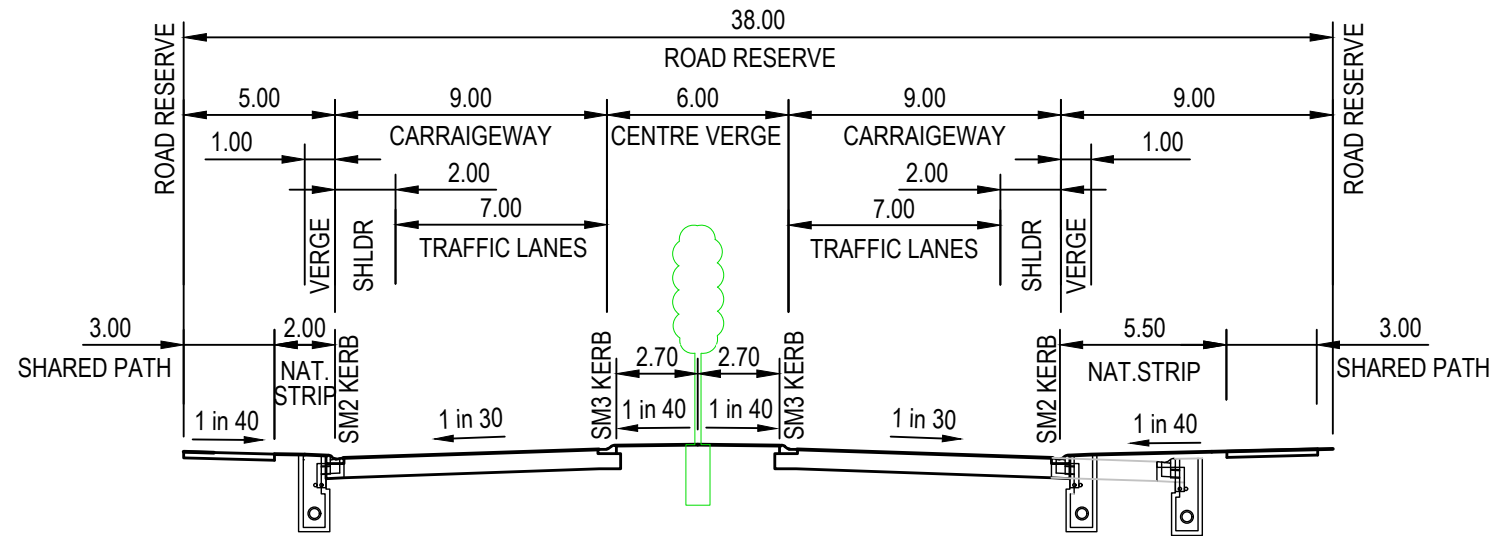 38.00
ROAD RESERVE
ROAD RESERVE
ROAD RESERVE
5.00
9.00
6.00
9.00
9.00
CARRAIGEWAY
CENTRE VERGE
CARRAIGEWAY
1.00
1.00
2.00
2.00
7.00
7.00
VERGE
SHLDR
TRAFFIC LANES
TRAFFIC LANES
SHLDR
VERGE
3.00
2.00
5.50
3.00
SHARED PATH
NAT.
STRIP
SM2 KERB
SM3 KERB
2.70
2.70
SM3 KERB
SM2 KERB
NAT.STRIP
SHARED PATH
1 in 40
1 in 30
1 in 40
1 in 40
1 in 30
1 in 40